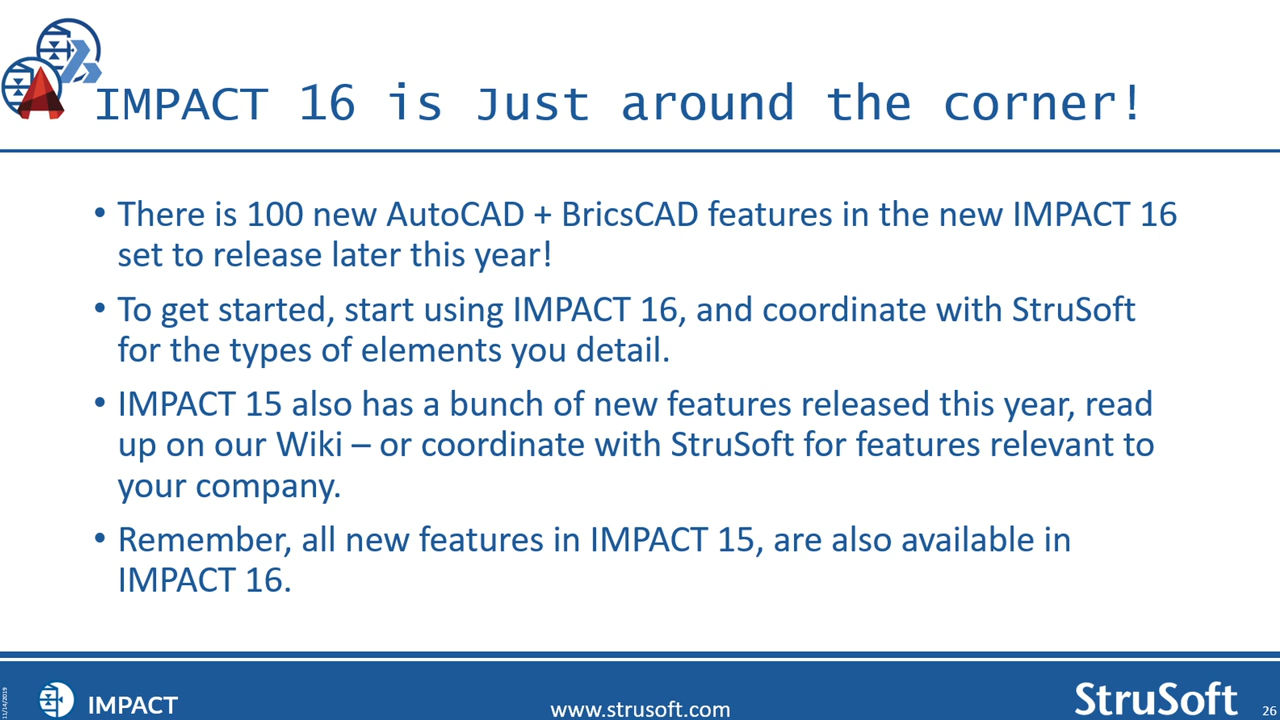 IMPACT 16 is Just around the corner!
• There is 100 new AutoCAD + BricsCAD features in the new IMPACT 16
set to release later this year!
• To get started, start using IMPACT 16, and coordinate with StruSoft
for the types of elements you detail.
• IMPACT 15 also has a bunch of new features released this year, read
up on our Wiki – or coordinate with StruSoft for features relevant to
your company.
• Remember, all new features in IMPACT 15, are also available in
IMPACT 16.
11/14/2019
IMPACT
www.strusoft.com
StruSoft
26